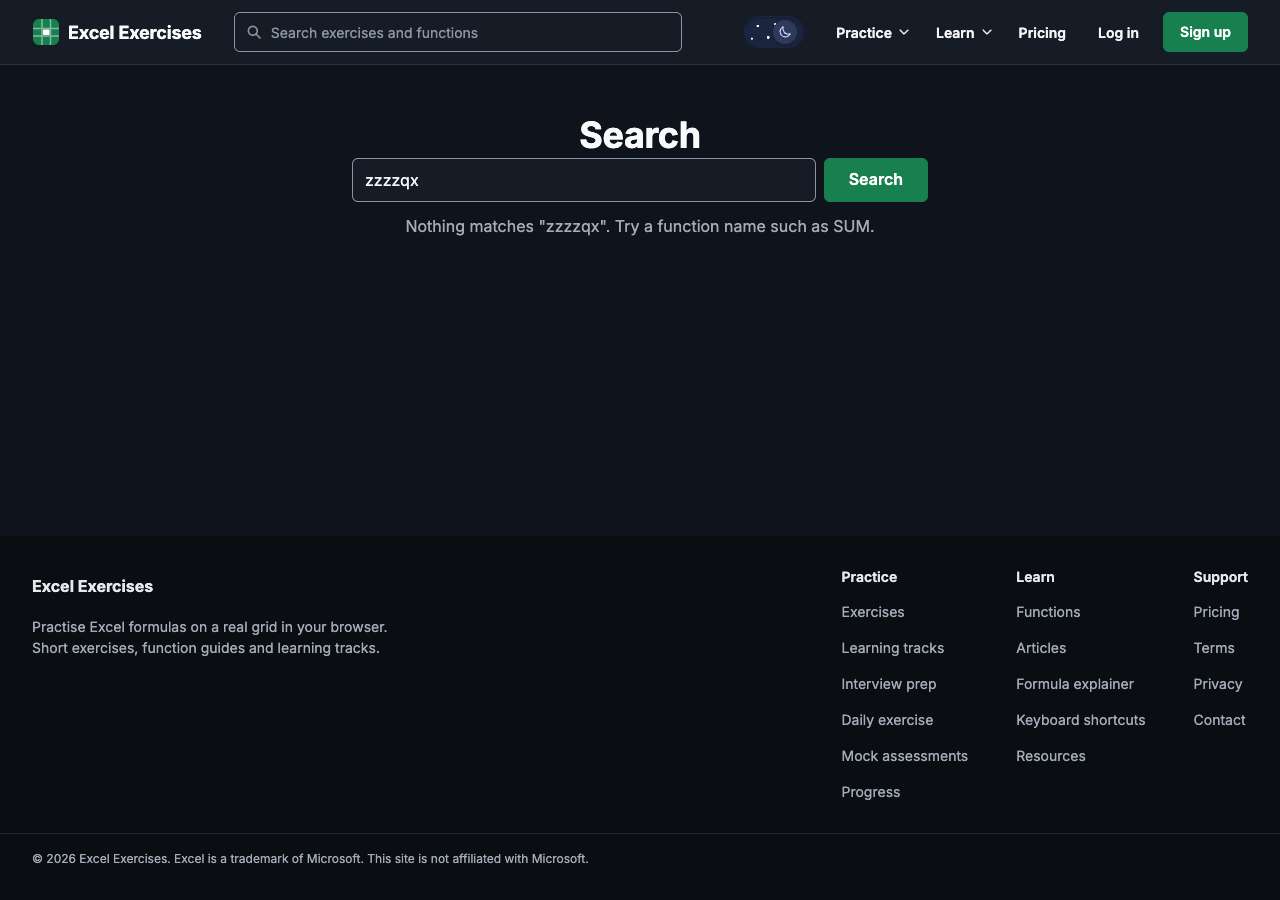 Excel Exercises
Search exercises and functions
Practice
Learn
Pricing
Log in
Sign up
Search
zzzzqx
Search
Nothing matches "zzzzqx". Try a function name such as SUM.
Excel Exercises
Practise Excel formulas on a real grid in your browser.
Short exercises, function guides and learning tracks.
Practice
Exercises
Learning tracks
Interview prep
Daily exercise
Mock assessments
Progress
Learn
Functions
Articles
Formula explainer
Keyboard shortcuts
Resources
Support
Pricing
Terms
Privacy
Contact
© 2026 Excel Exercises. Excel is a trademark of Microsoft. This site is not affiliated with Microsoft.